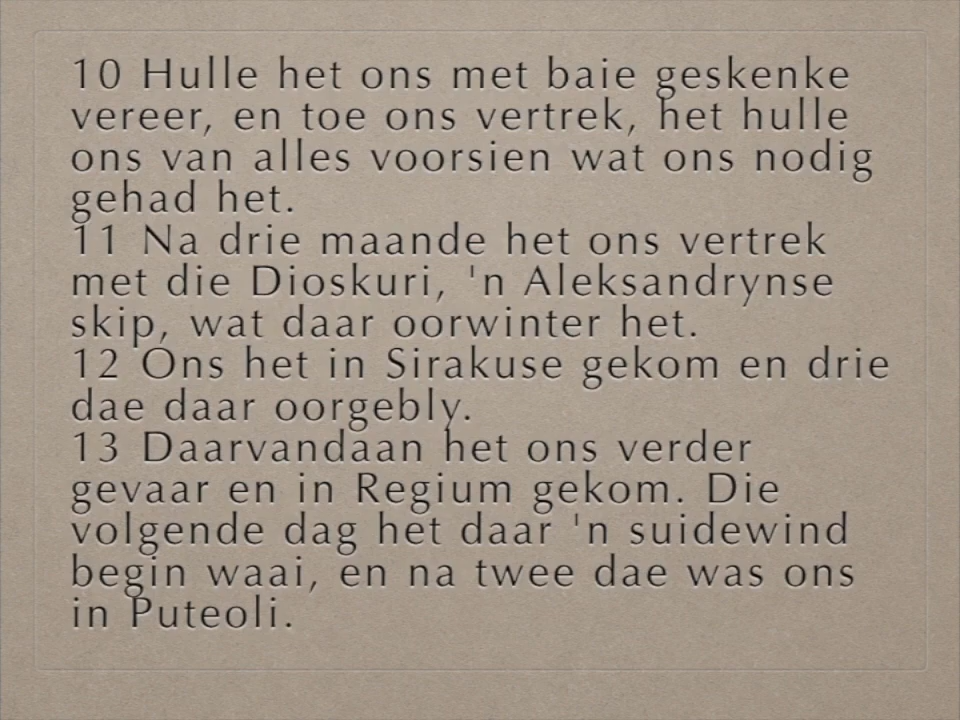 10 Hulle het ons met baie geskenke
vereer, en toe ons vertrek, het hulle
ons van alles voorsien wat ons nodig
gehad het.
11 Na drie maande het ons vertrek
met die Dioskuri, 'n Aleksandrynse
skip, wat daar oorwinter het.
12 Ons het in Sirakuse gekom en drie
dae daar oorgebly.
13 Daarvandaan het ons verder
gevaar en in Regium gekom. Die
volgende dag het daar 'n suidewind
begin waai, en na twee dae was ons
in Puteoli.